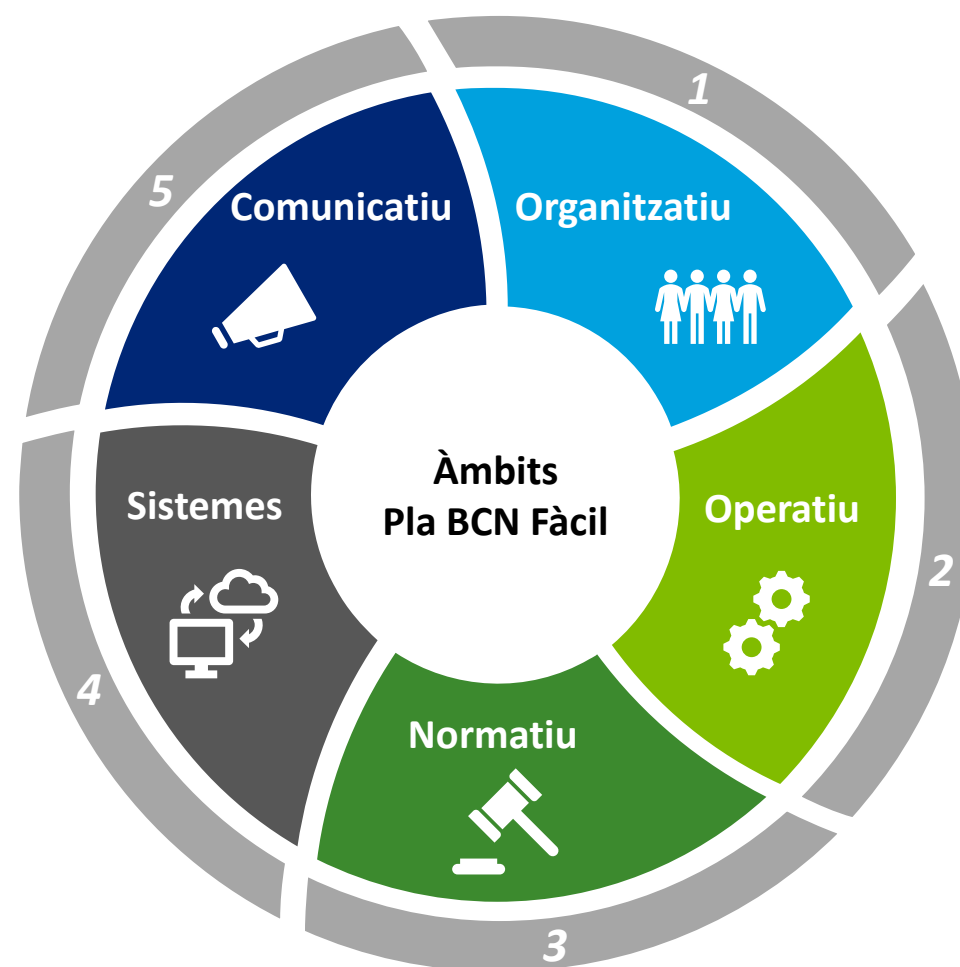 Àmbits
Pla BCN Fàcil
1
Organitzatiu
2
Operatiu
3
Normatiu
4
Sistemes
5
Comunicatiu